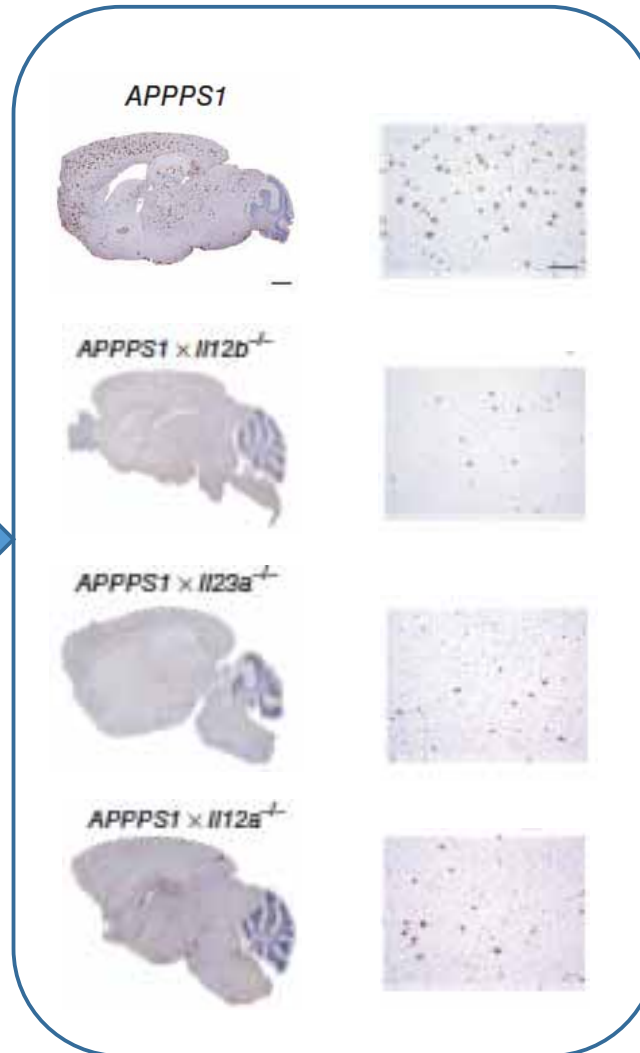 APPPS1
APPPS1 × Il12b⁻/⁻
APPPS1 × Il23a⁻/⁻
APPPS1 × Il12a⁻/⁻